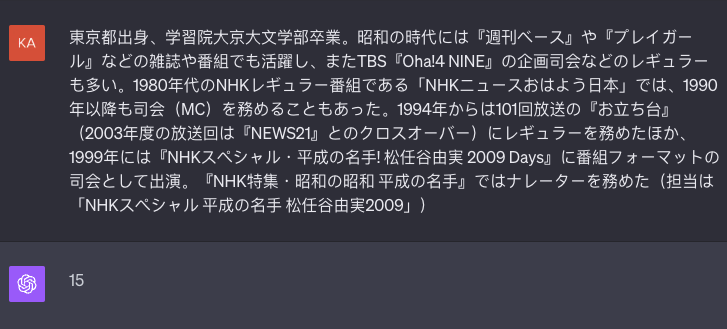 KA
東京都出身、学習院大京大文学部卒業。昭和の時代には『週刊ベース』や『プレイガー
ル』などの雑誌や番組でも活躍し、またTBS『Oha!4 NINE』の企画司会などのレギュラー
も多い。1980年代のNHKレギュラー番組である「NHKニュースおはよう日本」では、1990
年以降も司会（MC）を務めることもあった。1994年からは101回放送の『お立ち台』
（2003年度の放送回は『NEWS21』とのクロスオーバー）にレギュラーを務めたほか、
1999年には『NHKスペシャル・平成の名手! 松任谷由実 2009 Days』に番組フォーマットの
司会として出演。『NHK特集・昭和の昭和 平成の名手』ではナレーターを務めた（担当は
「NHKスペシャル 平成の名手 松任谷由実2009」）
15